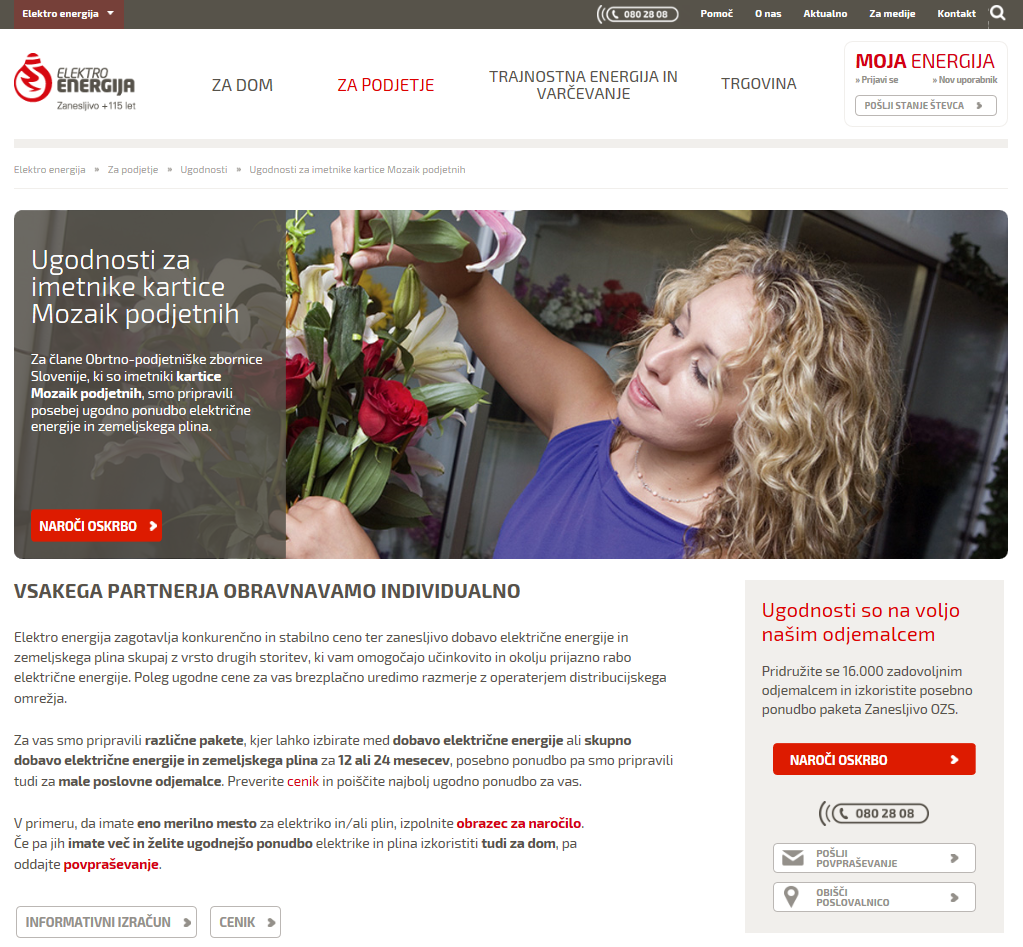 Elektro energija
080 28 08
Pomoč
O nas
Aktualno
Za medije
Kontakt
ELEKTRO
ENERGIJA
Zanesljivo +115 let
ZA DOM
ZA PODJETJE
TRAJNOSTNA ENERGIJA IN
VARČEVANJE
TRGOVINA
MOJA ENERGIJA
» Prijavi se
» Nov uporabnik
POŠLJI STANJE ŠTEVCA
Elektro energija » Za podjetje » Ugodnosti » Ugodnosti za imetnike kartice Mozaik podjetnih
Ugodnosti za
imetnike kartice
Mozaik podjetnih
Za člane Obrtno-podjetniške zbornice
Slovenije, ki so imetniki kartice
Mozaik podjetnih, smo pripravili
posebej ugodno ponudbo električne
energije in zemeljskega plina.
NAROČI OSKRBO
VSAKEGA PARTNERJA OBRAVNAVAMO INDIVIDUALNO
Elektro energija zagotavlja konkurenčno in stabilno ceno ter zanesljivo dobavo električne energije in
zemeljskega plina skupaj z vrsto drugih storitev, ki vam omogočajo učinkovito in okolju prijazno rabo
električne energije. Poleg ugodne cene za vas brezplačno uredimo razmerje z operaterjem distribucijskega
omrežja.
Za vas smo pripravili različne pakete, kjer lahko izbirate med dobavo električne energije ali skupno
dobavo električne energije in zemeljskega plina za 12 ali 24 mesecev, posebno ponudbo pa smo pripravili
tudi za male poslovne odjemalce. Preverite cenik in poiščite najbolj ugodno ponudbo za vas.
V primeru, da imate eno merilno mesto za elektriko in/ali plin, izpolnite obrazec za naročilo.
Če pa jih imate več in želite ugodnejšo ponudbo elektrike in plina izkoristiti tudi za dom, pa
oddajte povpraševanje.
INFORMATIVNI IZRAČUN
CENIK
Ugodnosti so na voljo
našim odjemalcem
Pridružite se 16.000 zadovoljnim
odjemalcem in izkoristite posebno
ponudbo paketa Zanesljivo OZS.
NAROČI OSKRBO
080 28 08
POŠLJI
POVPRAŠEVANJE
OBIŠČI
POSLOVALNICO